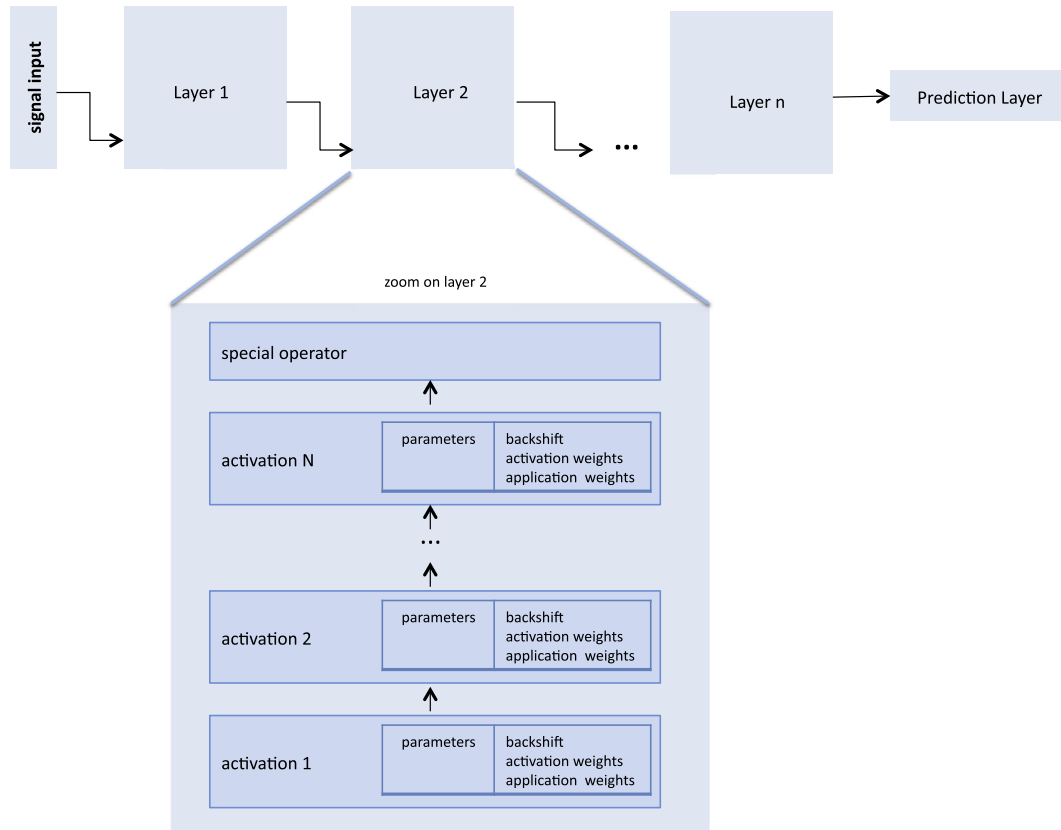 signal input
Layer 1
Layer 2
...
Layer n
Prediction Layer
zoom on layer 2
special operator
activation N
parameters
backshift
activation weights
application  weights
...
activation 2
parameters
backshift
activation weights
application  weights
activation 1
parameters
backshift
activation weights
application  weights